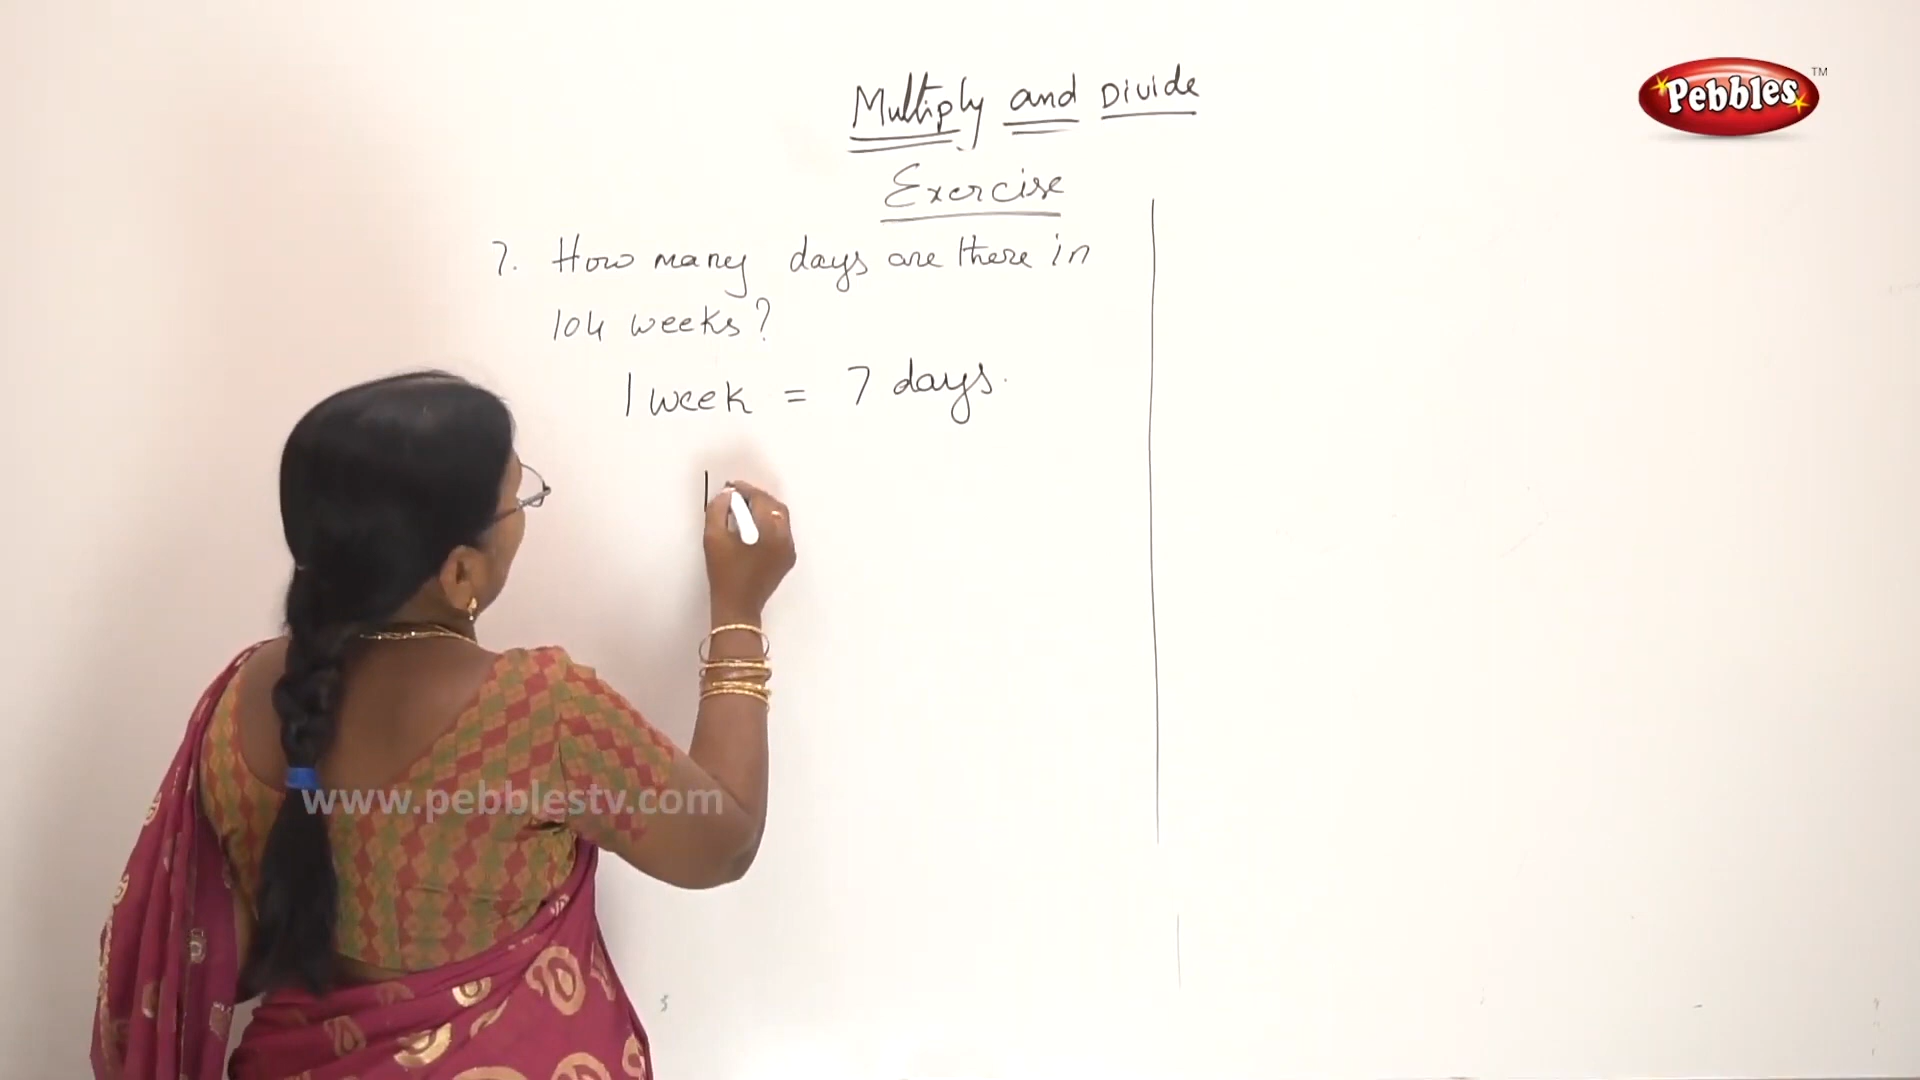 Multiply and Divide
Pebbles TM
Exercise
7. How many days are there in
104 weeks?
1 week = 7 days.
1
www.pebblestv.com